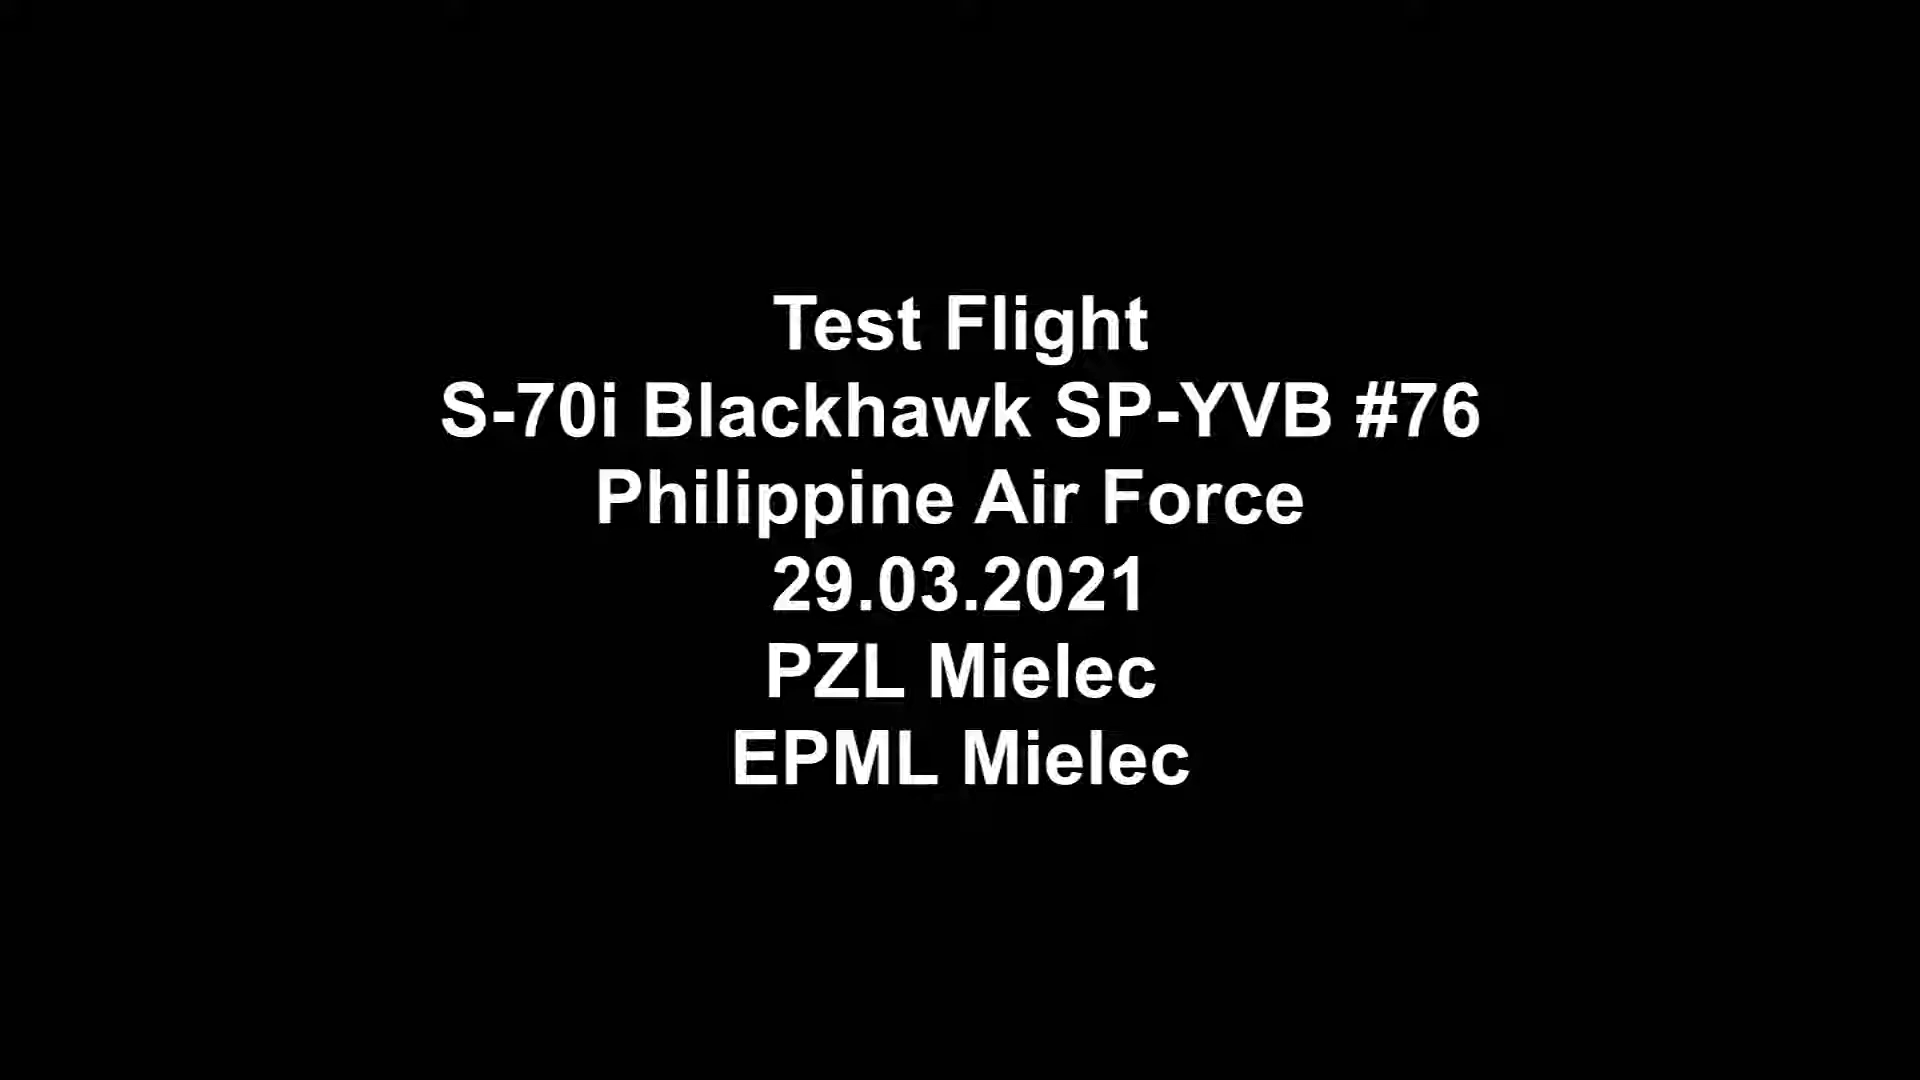 Test Flight
S-70i Blackhawk SP-YVB #76
Philippine Air Force
29.03.2021
PZL Mielec
EPML Mielec